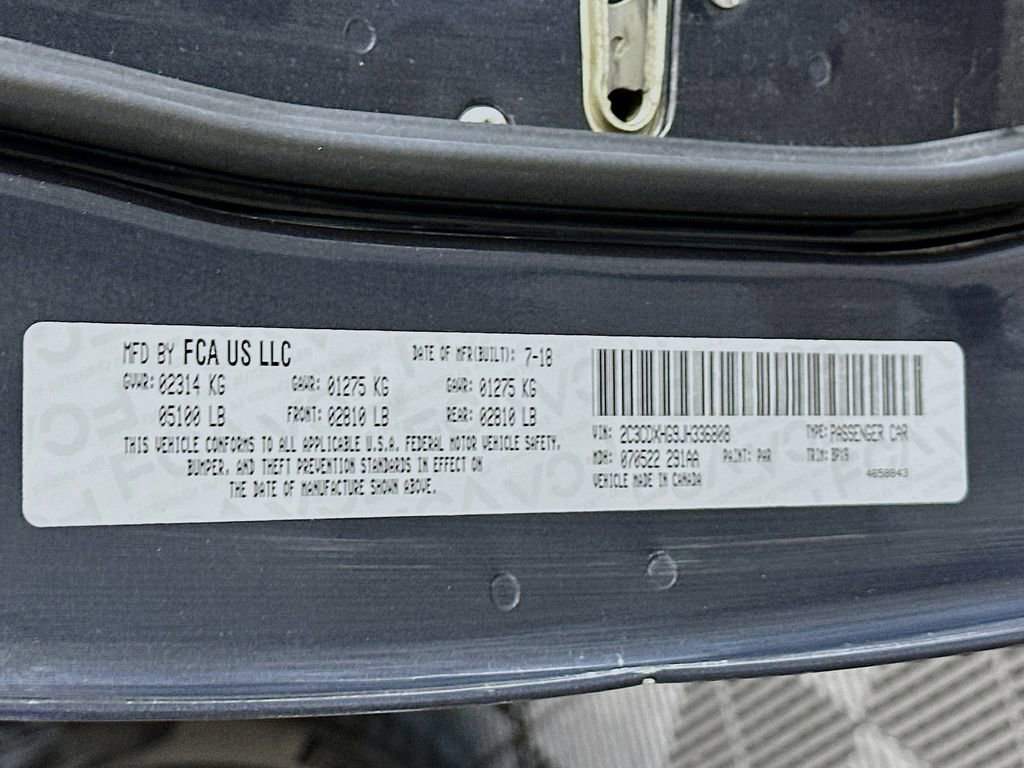 MFD BY FCA US LLC DATE OF MFR(BUILT): 7-18
GVWR: 02314 KG GAWR: 01275 KG GAWR: 01275 KG
05100 LB FRONT: 02810 LB REAR: 02810 LB
THIS VEHICLE CONFORMS TO ALL APPLICABLE U.S.A. FEDERAL MOTOR VEHICLE SAFETY,
BUMPER, AND THEFT PREVENTION STANDARDS IN EFFECT ON
THE DATE OF MANUFACTURE SHOWN ABOVE.
VIN: 2C3CDXHG9JH336808 TYPE: PASSENGER CAR
MDH: 070522 291AA PAINT: PAR TRIM: BPX9
VEHICLE MADE IN CANADA 4658043